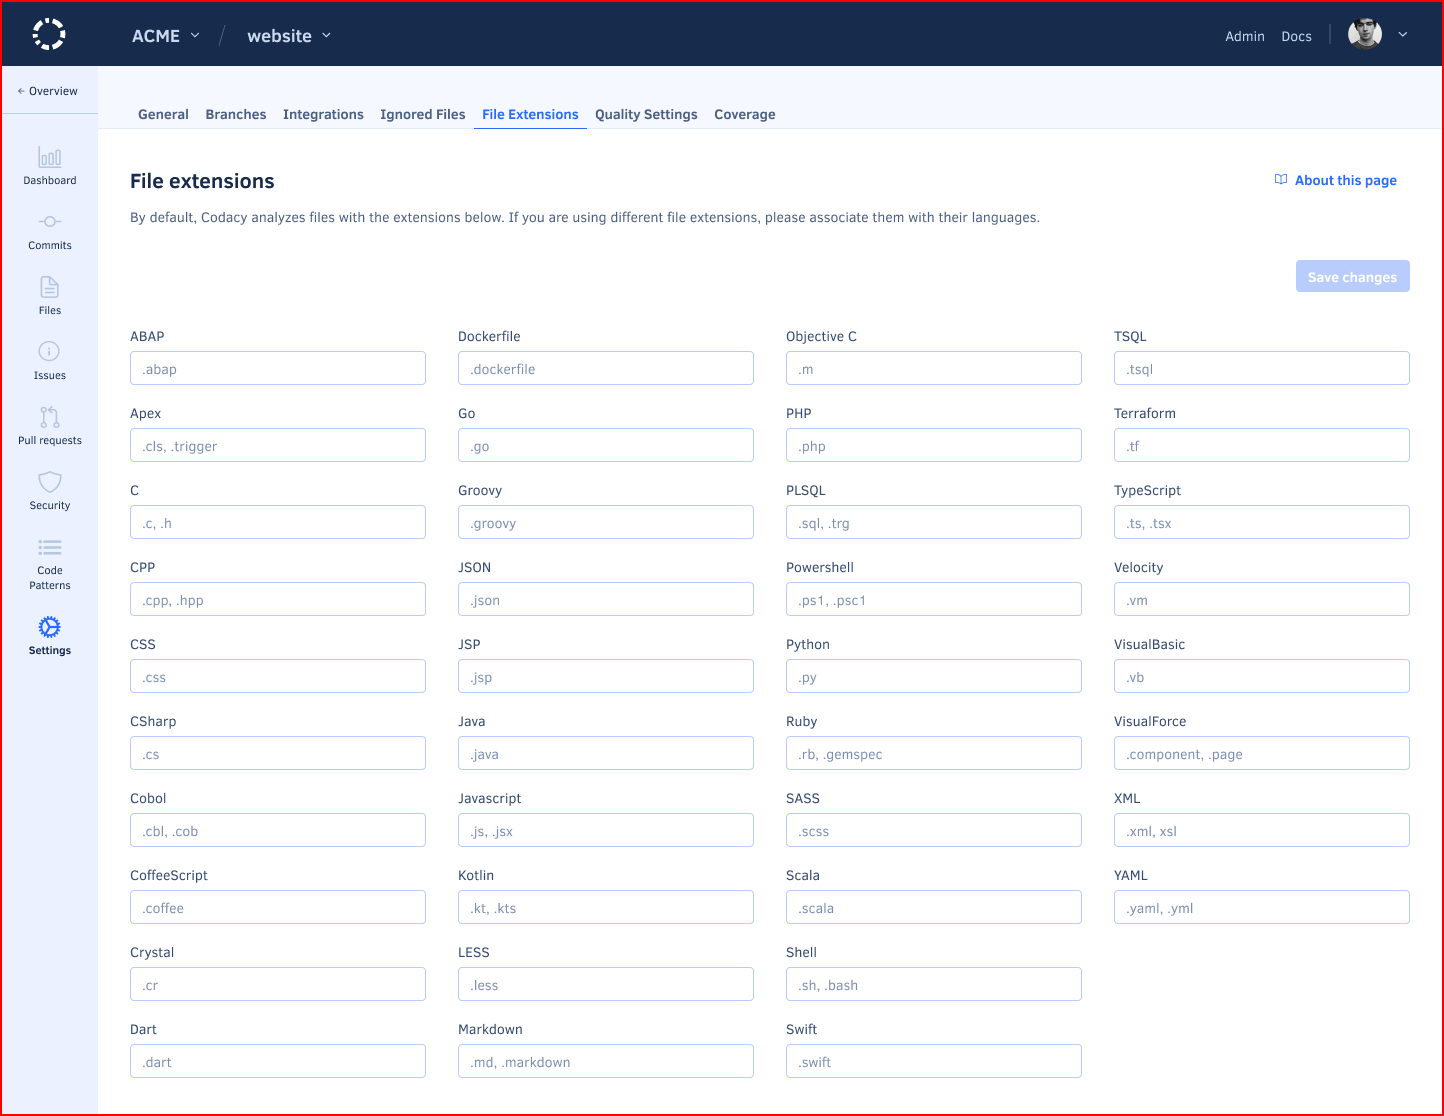 ACME / website
Admin Docs
← Overview
General Branches Integrations Ignored Files File Extensions Quality Settings Coverage
Dashboard
Commits
Files
Issues
Pull requests
Security
Code
Patterns
Settings
File extensions
About this page
By default, Codacy analyzes files with the extensions below. If you are using different file extensions, please associate them with their languages.
Save changes
ABAP
.abap
Apex
.cls, .trigger
C
.c, .h
CPP
.cpp, .hpp
CSS
.css
CSharp
.cs
Cobol
.cbl, .cob
CoffeeScript
.coffee
Crystal
.cr
Dart
.dart
Dockerfile
.dockerfile
Go
.go
Groovy
.groovy
JSON
.json
JSP
.jsp
Java
.java
Javascript
.js, .jsx
Kotlin
.kt, .kts
LESS
.less
Markdown
.md, .markdown
Objective C
.m
PHP
.php
PLSQL
.sql, .trg
Powershell
.ps1, .psc1
Python
.py
Ruby
.rb, .gemspec
SASS
.scss
Scala
.scala
Shell
.sh, .bash
Swift
.swift
TSQL
.tsql
Terraform
.tf
TypeScript
.ts, .tsx
Velocity
.vm
VisualBasic
.vb
VisualForce
.component, .page
XML
.xml, xsl
YAML
.yaml, .yml